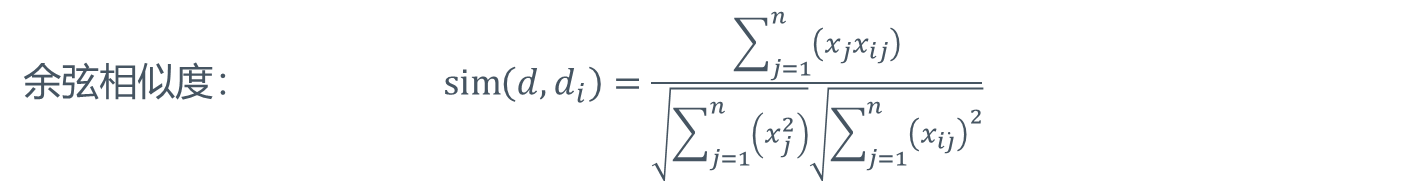 余弦相似度： $\text{sim}(d, d_i) = \frac{\sum_{j=1}^{n}(x_j x_{ij})}{\sqrt{\sum_{j=1}^{n}(x_j^2)}\sqrt{\sum_{j=1}^{n}(x_{ij})^2}}$